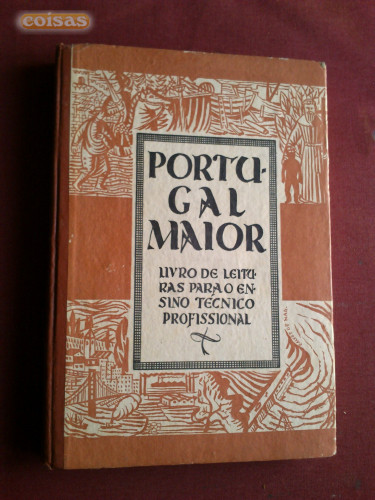 coisas
PORTU-
GAL
MAIOR
LIVRO DE LEITU-
RAS PARA O EN-
SINO TÉCNICO
PROFISSIONAL